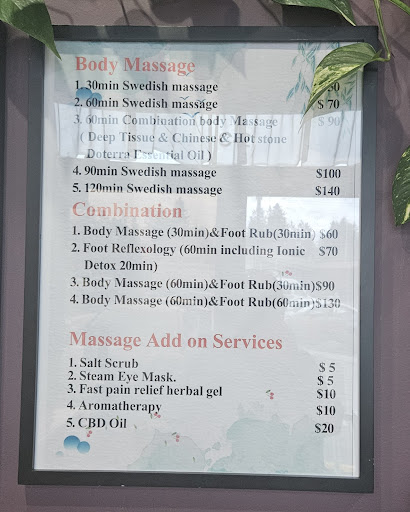 Body Massage
1. 30min Swedish massage
2. 60min Swedish massage $ 70
3. 60min Combination body Massage $ 90
( Deep Tissue & Chinese & Hot stone
Doterra Essential Oil )
4. 90min Swedish massage $100
5. 120min Swedish massage $140
Combination
1. Body Massage (30min)&Foot Rub(30min) $60
2. Foot Reflexology (60min including Ionic $70
Detox 20min)
3. Body Massage (60min)&Foot Rub(30min)$90
4. Body Massage (60min)&Foot Rub(60min)$130
Massage Add on Services
1. Salt Scrub $ 5
2. Steam Eye Mask. $ 5
3. Fast pain relief herbal gel $10
4. Aromatherapy $10
5. CBD Oil $20